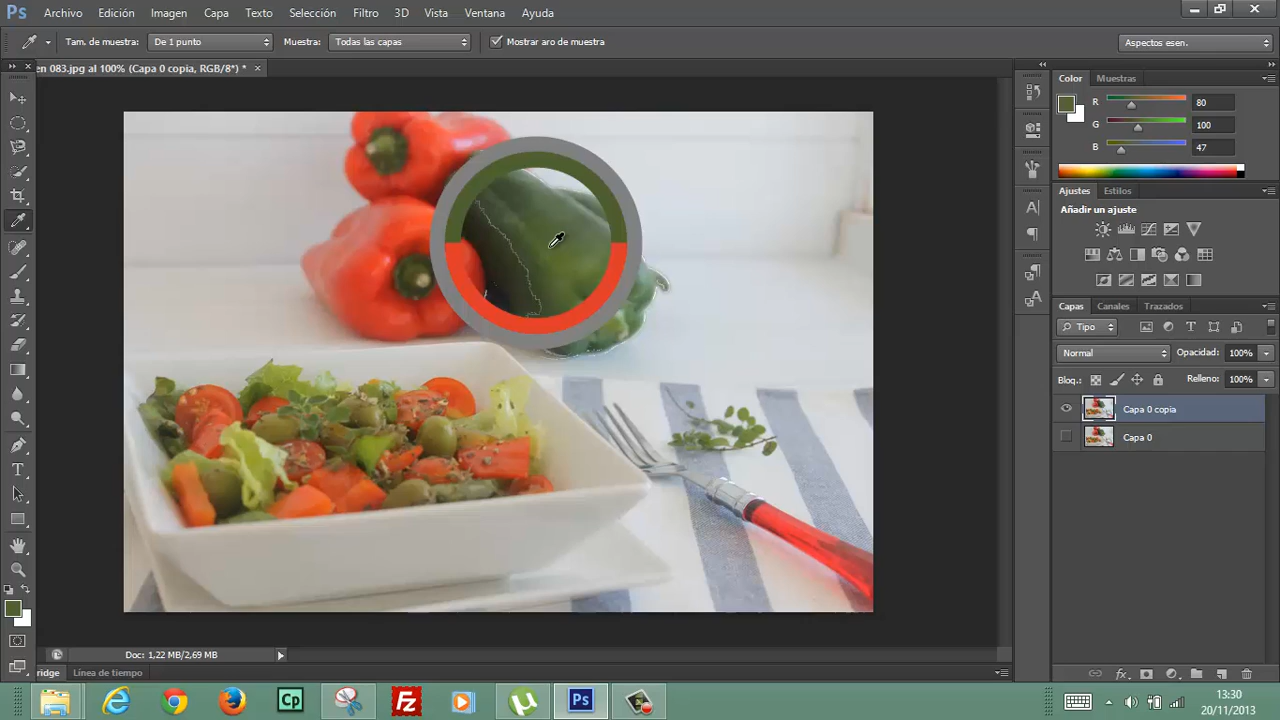 Ps Archivo Edición Imagen Capa Texto Selección Filtro 3D Vista Ventana Ayuda
Tam. de muestra: De 1 punto Muestra: Todas las capas Mostrar aro de muestra Aspectos esen.
en 083.jpg al 100% (Capa 0 copia, RGB/8*) * ×
Color Muestras
R 80
G 100
B 47
Ajustes Estilos
Añadir un ajuste
Capas Canales Trazados
Tipo
Normal Opacidad: 100%
Bloq.: Relleno: 100%
Capa 0 copia
Capa 0
Doc: 1,22 MB/2,69 MB
ridge Línea de tiempo
Cp Fz Ps
13:30
20/11/2013